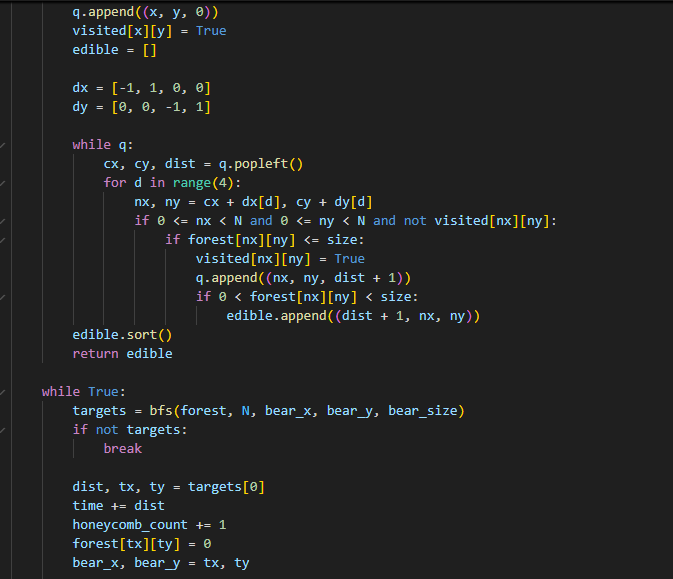 q.append((x, y, 0))
visited[x][y] = True
edible = []
dx = [-1, 1, 0, 0]
dy = [0, 0, -1, 1]
while q:
cx, cy, dist = q.popleft()
for d in range(4):
nx, ny = cx + dx[d], cy + dy[d]
if 0 <= nx < N and 0 <= ny < N and not visited[nx][ny]:
if forest[nx][ny] <= size:
visited[nx][ny] = True
q.append((nx, ny, dist + 1))
if 0 < forest[nx][ny] < size:
edible.append((dist + 1, nx, ny))
edible.sort()
return edible
while True:
targets = bfs(forest, N, bear_x, bear_y, bear_size)
if not targets:
break
dist, tx, ty = targets[0]
time += dist
honeycomb_count += 1
forest[tx][ty] = 0
bear_x, bear_y = tx, ty